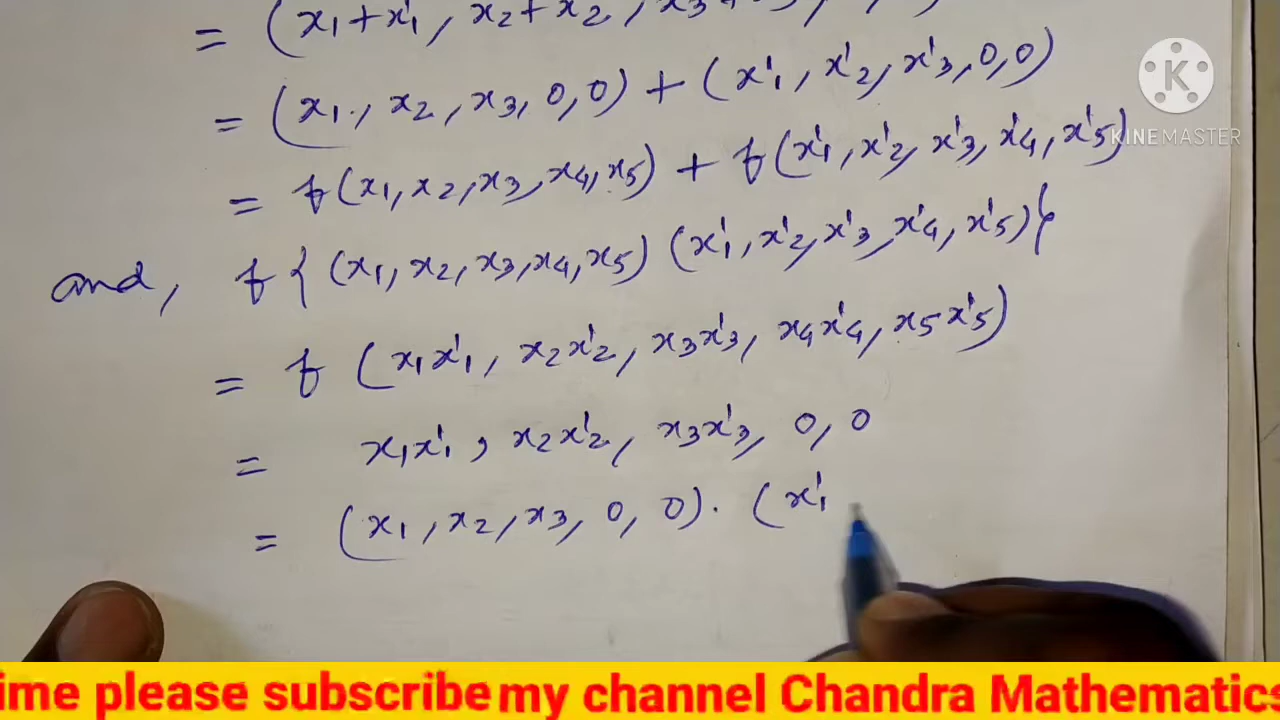 = (x₁+x'₁, x₂+x₂, x₃+
= (x₁, x₂, x₃, 0, 0) + (x'₁, x'₂, x'₃, 0, 0)
K
KINEMASTER
= f(x₁, x₂, x₃, x₄, x₅) + f(x'₁, x'₂, x'₃, x'₄, x'₅)
and, f { (x₁, x₂, x₃, x₄, x₅) (x'₁, x'₂, x'₃, x'₄, x'₅) }
= f (x₁x'₁, x₂x'₂, x₃x'₃, x₄x'₄, x₅x'₅)
= x₁x'₁, x₂x'₂, x₃x'₃, 0, 0
= (x₁, x₂, x₃, 0, 0). (x'₁
ime please subscribe my channel Chandra Mathematics